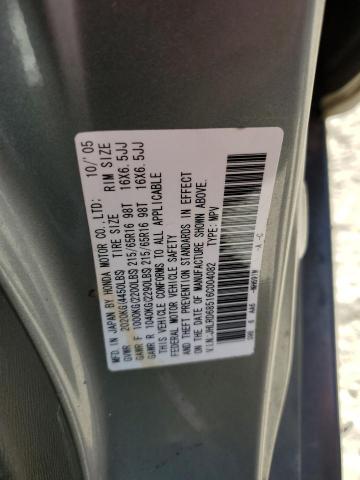 MFD. IN JAPAN BY HONDA MOTOR CO., LTD: 10/'05
GVWR 2020KG(4450LBS) TIRE SIZE RIM SIZE
GAWR F 1000KG(2200LBS) 215/65R16 98T 16X6.5JJ
GAWR R 1040KG(2290LBS) 215/65R16 98T 16X6.5JJ
THIS VEHICLE CONFORMS TO ALL APPLICABLE
FEDERAL MOTOR VEHICLE SAFETY
AND THEFT PREVENTION STANDARDS IN EFFECT
ON THE DATE OF MANUFACTURE SHOWN ABOVE.
V.I.N: TYPE: MPV
A -C